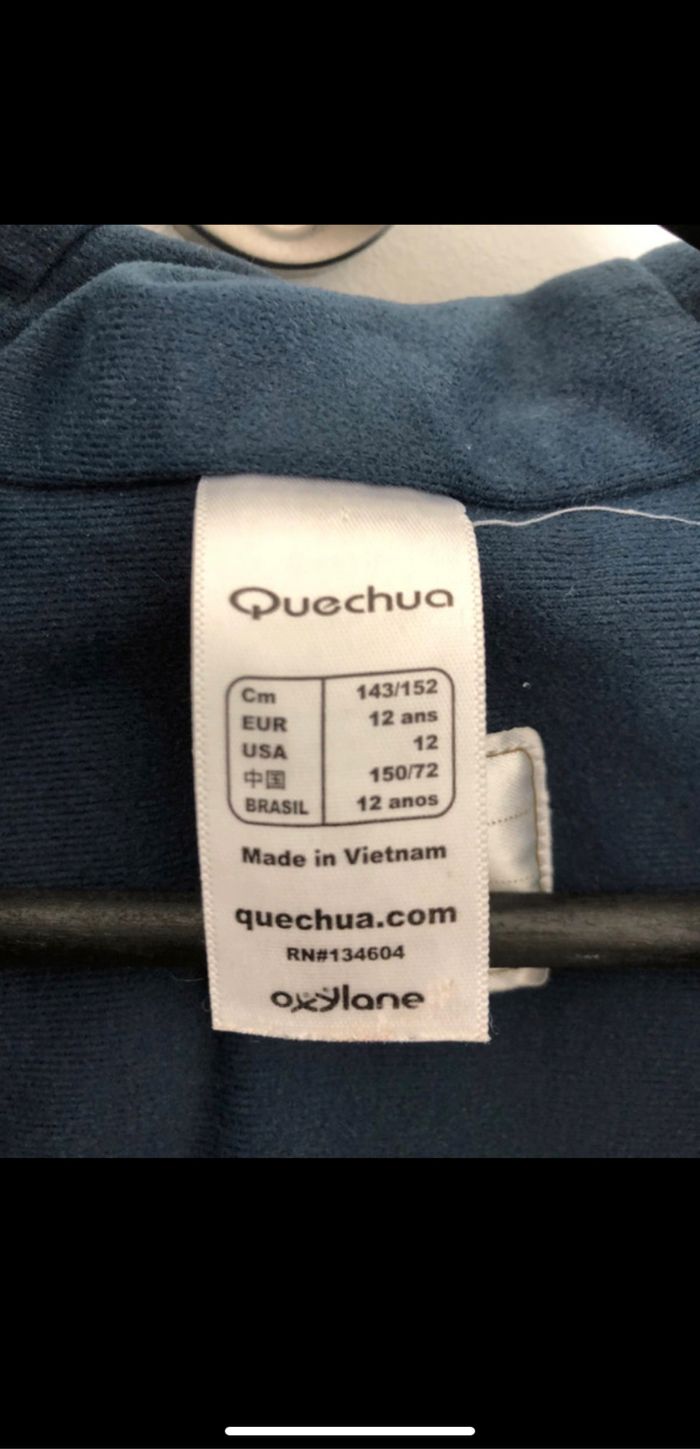 Quechua
Cm 143/152
EUR 12 ans
USA 12
中国 150/72
BRASIL 12 anos
Made in Vietnam
quechua.com
RN#134604
oxylane